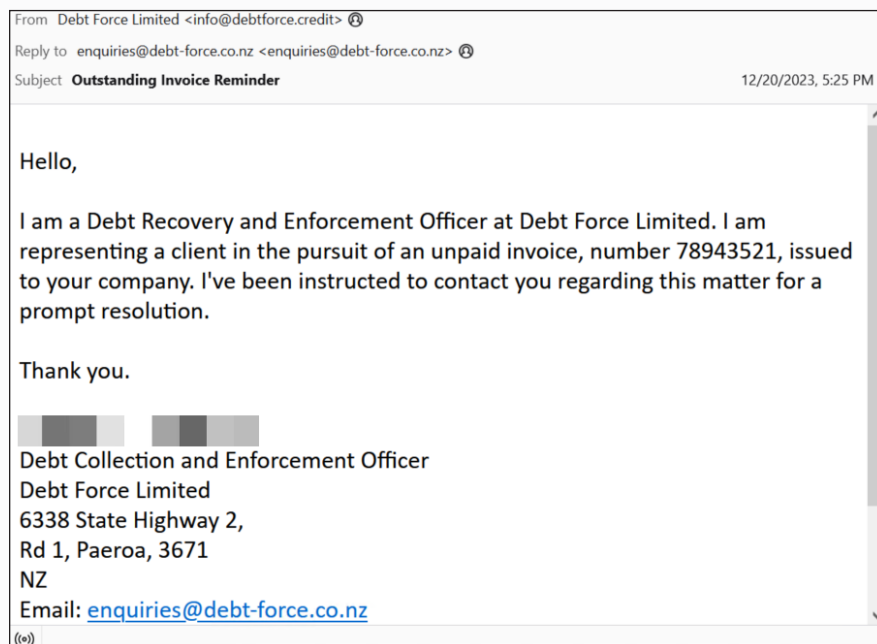 From Debt Force Limited <info@debtforce.credit>
Reply to enquiries@debt-force.co.nz <enquiries@debt-force.co.nz>
Subject Outstanding Invoice Reminder 12/20/2023, 5:25 PM
Hello,
I am a Debt Recovery and Enforcement Officer at Debt Force Limited. I am
representing a client in the pursuit of an unpaid invoice, number 78943521, issued
to your company. I've been instructed to contact you regarding this matter for a
prompt resolution.
Thank you.
Debt Collection and Enforcement Officer
Debt Force Limited
6338 State Highway 2,
Rd 1, Paeroa, 3671
NZ
Email: enquiries@debt-force.co.nz